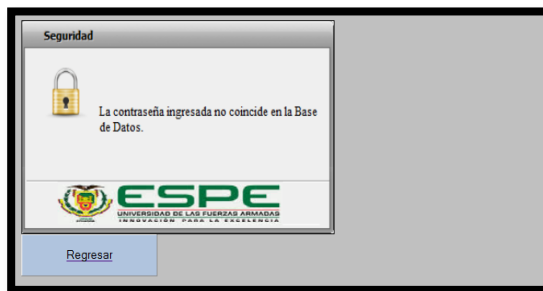 Seguridad
La contraseña ingresada no coincide en la Base
de Datos.
ESPE
UNIVERSIDAD DE LAS FUERZAS ARMADAS
INNOVACIÓN PARA LA EXCELENCIA
Regresar